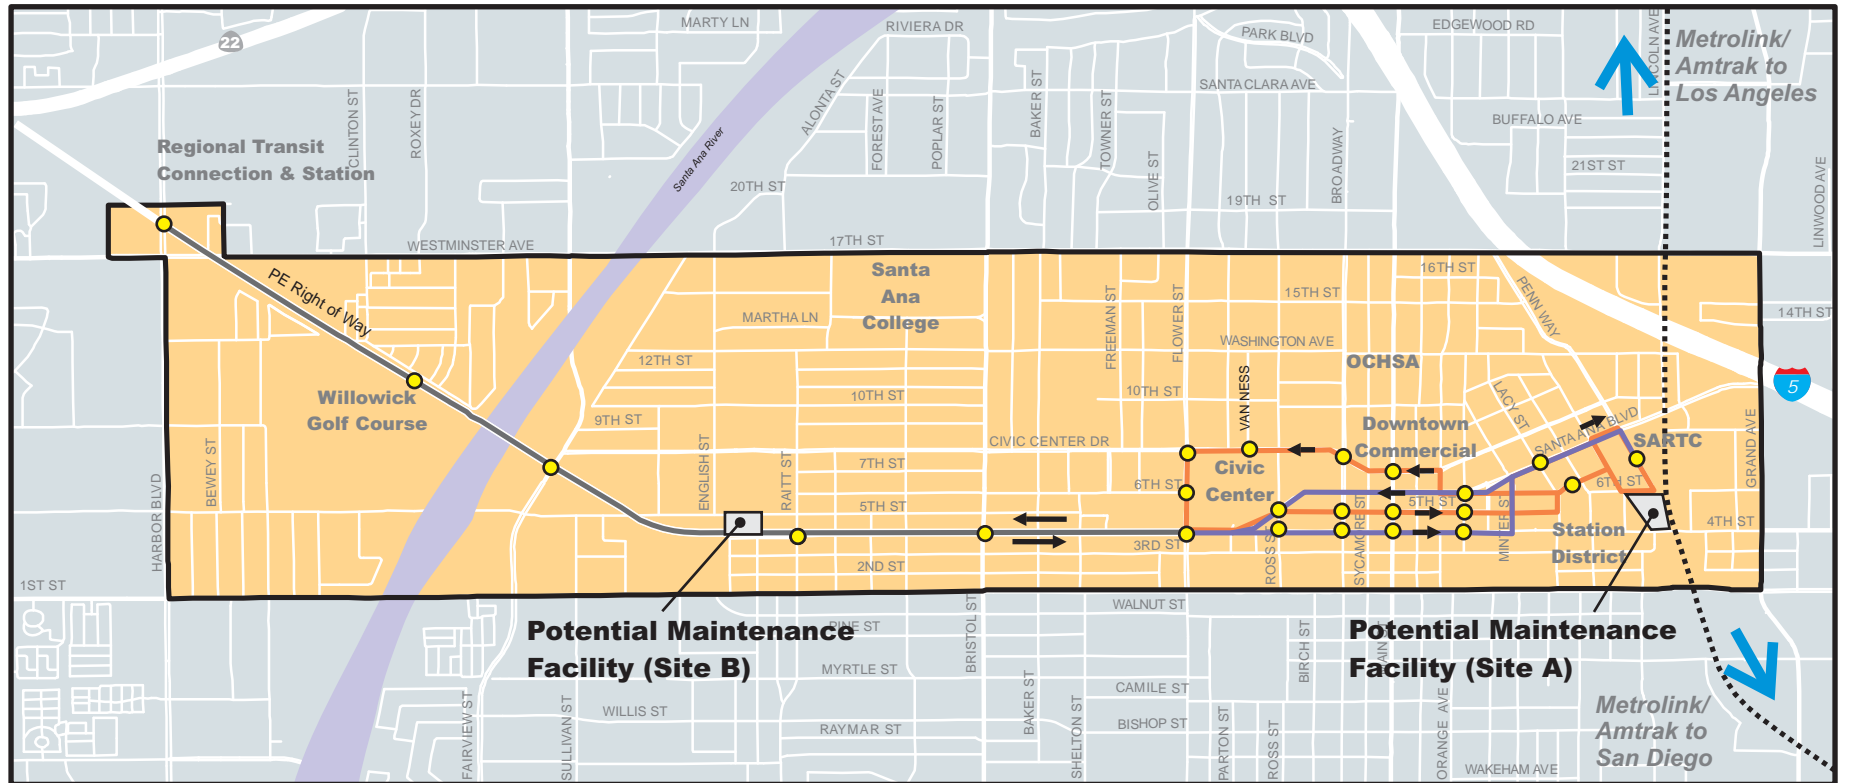 MARTY LN
RIVIERA DR
EDGEWOOD RD
PARK BLVD
22
LINCOLN AVE
Metrolink/
Amtrak to
Los Angeles
SANTA CLARA AVE
CLINTON ST
ROXEY DR
ALONTA ST
FOREST AVE
POPLAR ST
BAKER ST
TOWNER ST
OLIVE ST
BROADWAY
BUFFALO AVE
21ST ST
LINWOOD AVE
Regional Transit
Connection & Station
Santa Ana River
20TH ST
19TH ST
WESTMINSTER AVE
17TH ST
PE Right of Way
Santa
Ana
College
16TH ST
15TH ST
PENN WAY
14TH ST
MARTHA LN
FREEMAN ST
FLOWER ST
WASHINGTON AVE
OCHSA
12TH ST
10TH ST
10TH ST
VAN NESS
LACY ST
5
Willowick
Golf Course
9TH ST
CIVIC CENTER DR
Downtown
Commercial
SANTA ANA BLVD
SARTC
GRAND AVE
HARBOR BLVD
BEWEY ST
ENGLISH ST
RAITT ST
7TH ST
6TH ST
Civic
Center
6TH ST
5TH ST
5TH ST
SYCAMORE ST
MINTER ST
Station
District
4TH ST
3RD ST
ROSS ST
2ND ST
1ST ST
WALNUT ST
Potential Maintenance
Facility (Site B)
PINE ST
BRISTOL ST
BIRCH ST
Potential Maintenance
Facility (Site A)
MAIN ST
MYRTLE ST
CAMILE ST
BAKER ST
SHELTON ST
FAIRVIEW ST
SULLIVAN ST
WILLIS ST
RAYMAR ST
BISHOP ST
PARTON ST
ROSS ST
ORANGE AVE
WAKEHAM AVE
Metrolink/
Amtrak to
San Diego